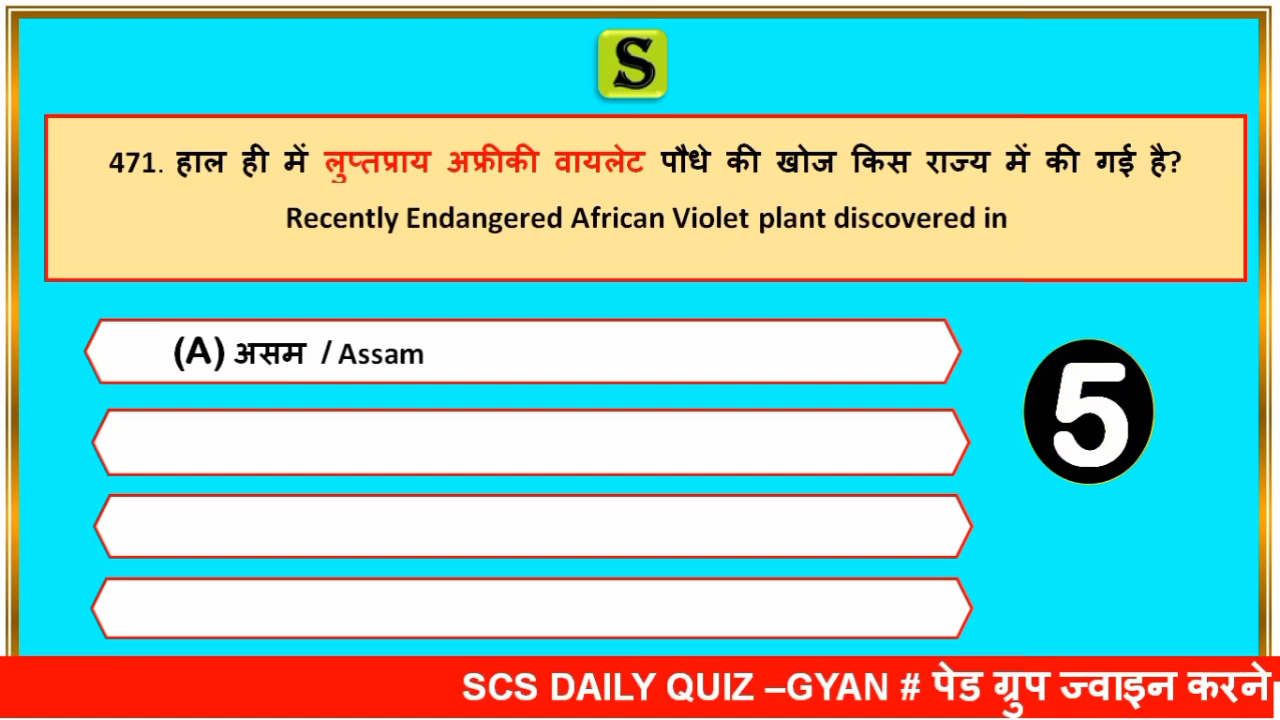 S
471. हाल ही में लुप्तप्राय अफ्रीकी वायलेट पौधे की खोज किस राज्य में की गई है?
Recently Endangered African Violet plant discovered in
(A) असम / Assam
5
SCS DAILY QUIZ –GYAN # पेड ग्रुप ज्वाइन करने